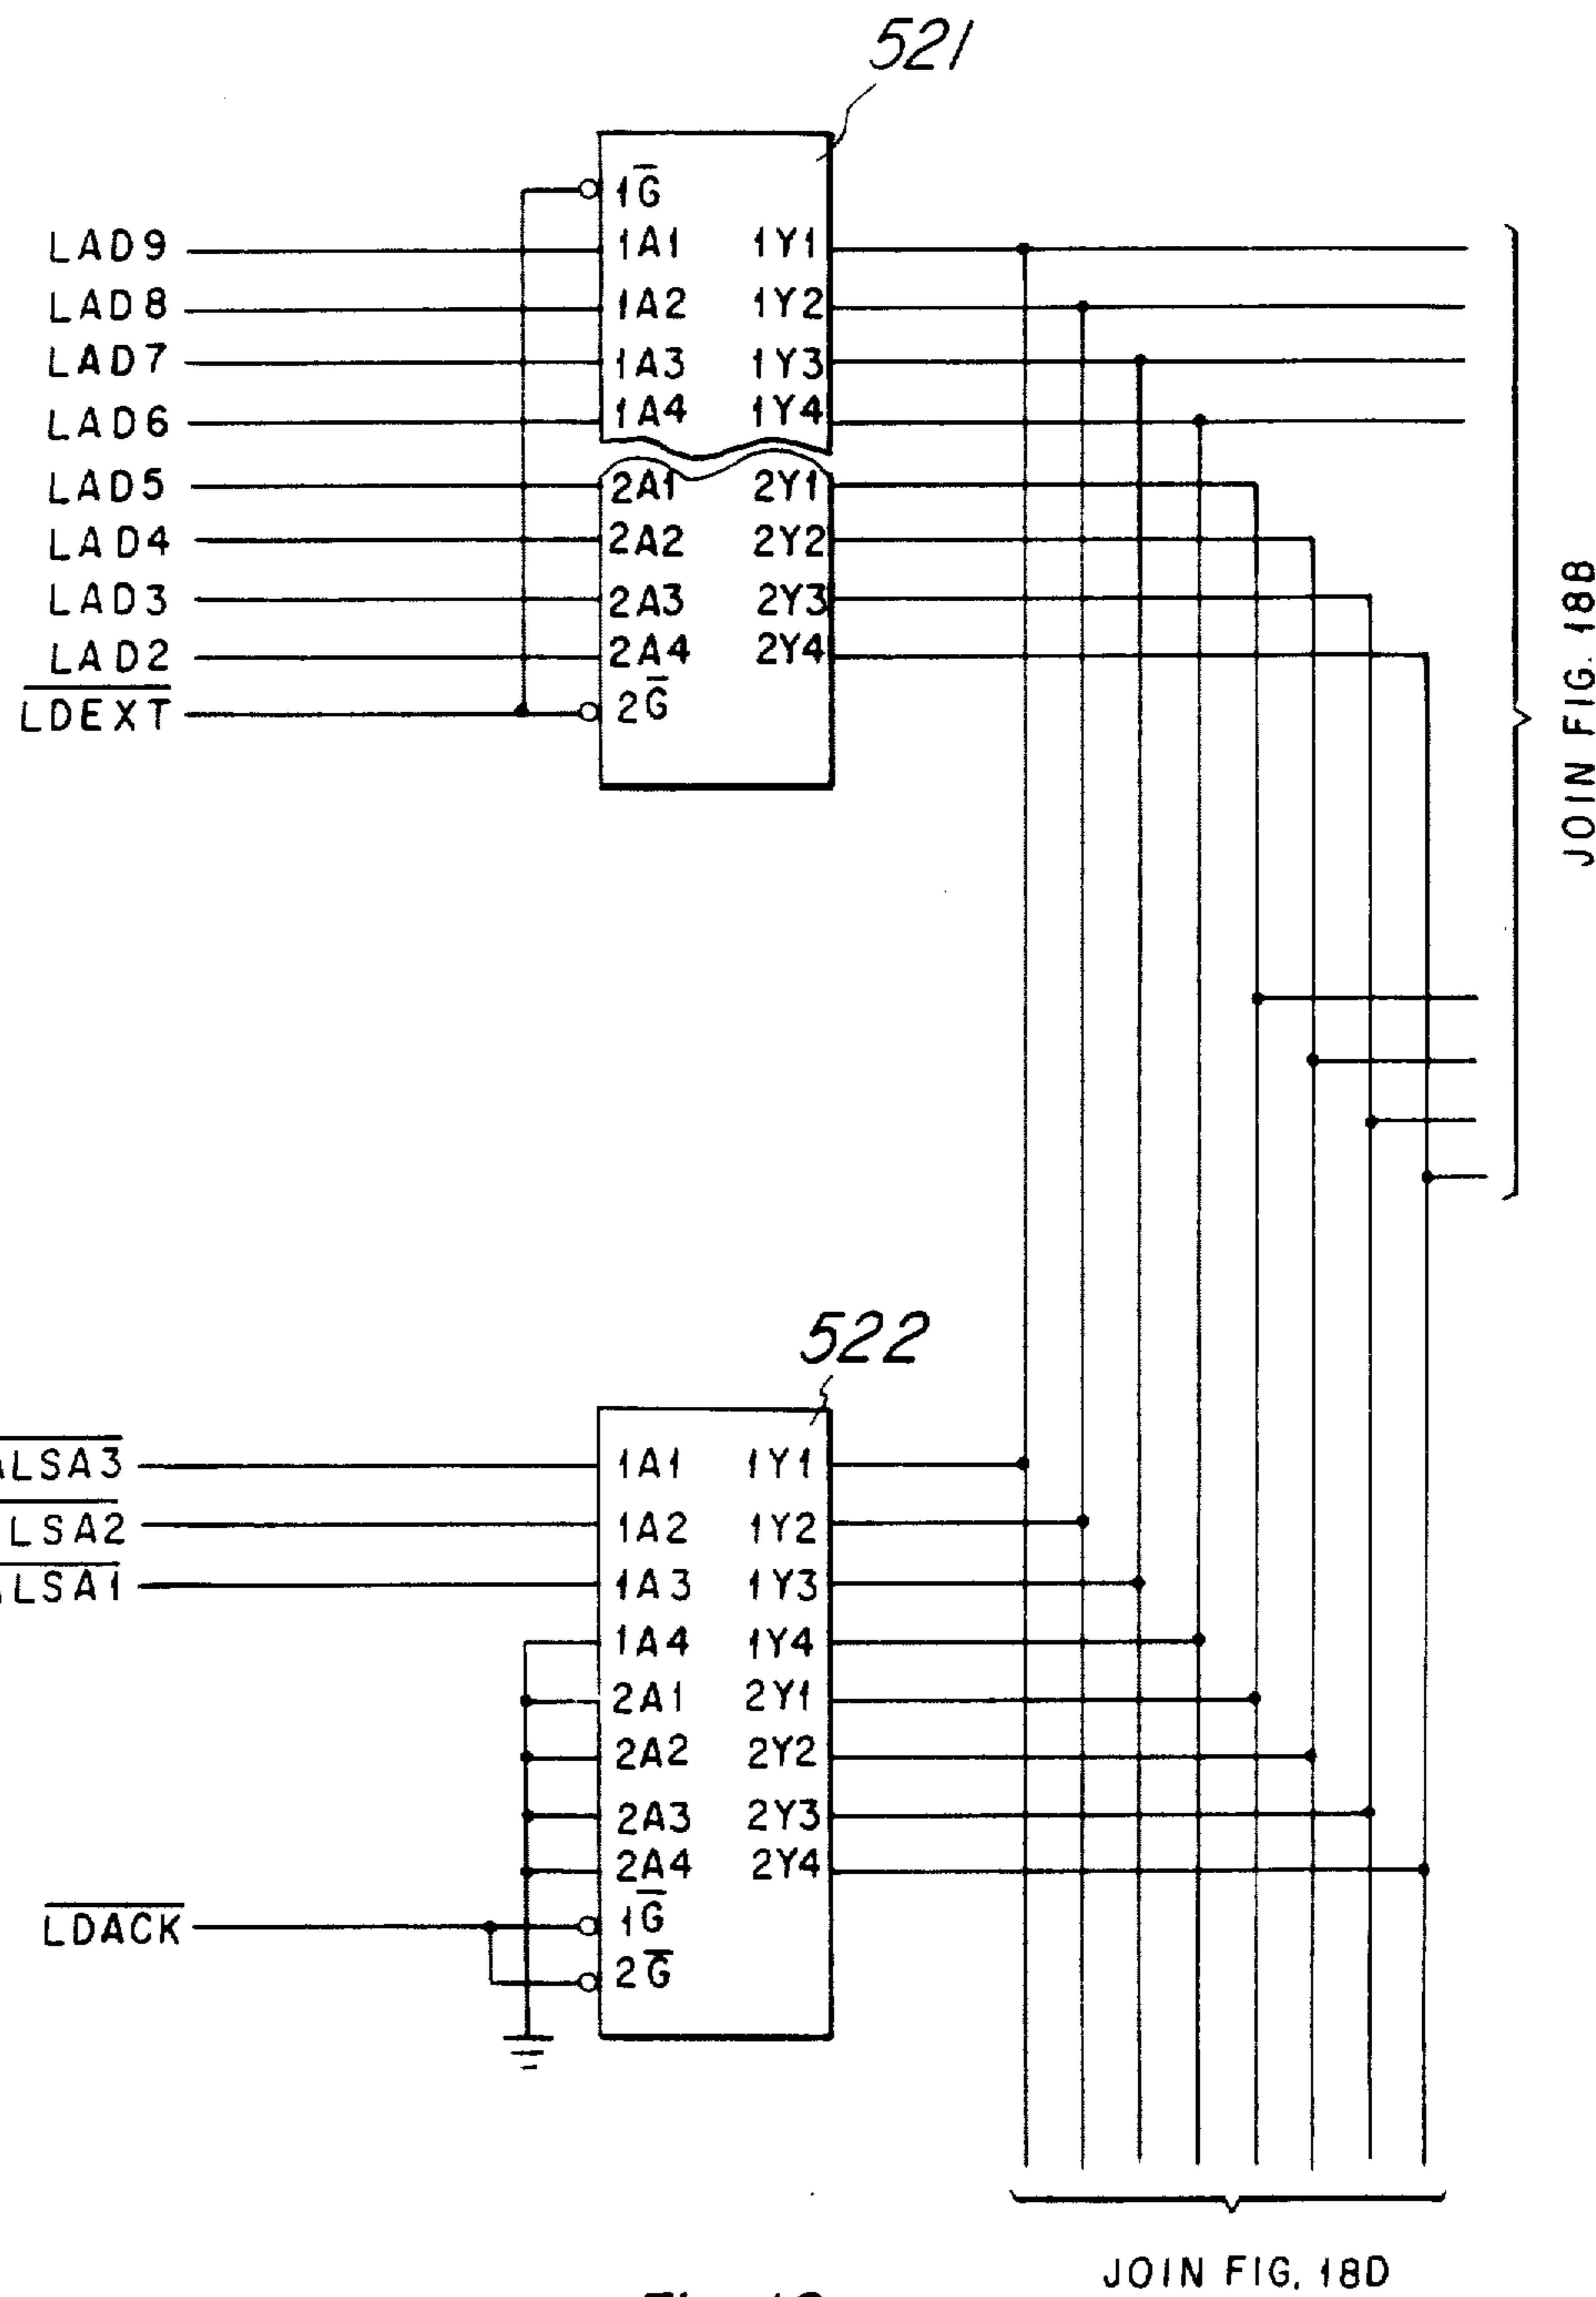 521
1G̅
LAD9 1A1 1Y1
LAD8 1A2 1Y2
LAD7 1A3 1Y3
LAD6 1A4 1Y4
LAD5 2A1 2Y1
LAD4 2A2 2Y2
LAD3 2A3 2Y3
LAD2 2A4 2Y4
LDEXT 2G̅
JOIN FIG. 18B
522
LSA3 1A1 1Y1
LSA2 1A2 1Y2
LSA1 1A3 1Y3
1A4 1Y4
2A1 2Y1
2A2 2Y2
2A3 2Y3
2A4 2Y4
LDACK 1G̅
2G̅
JOIN FIG. 18D